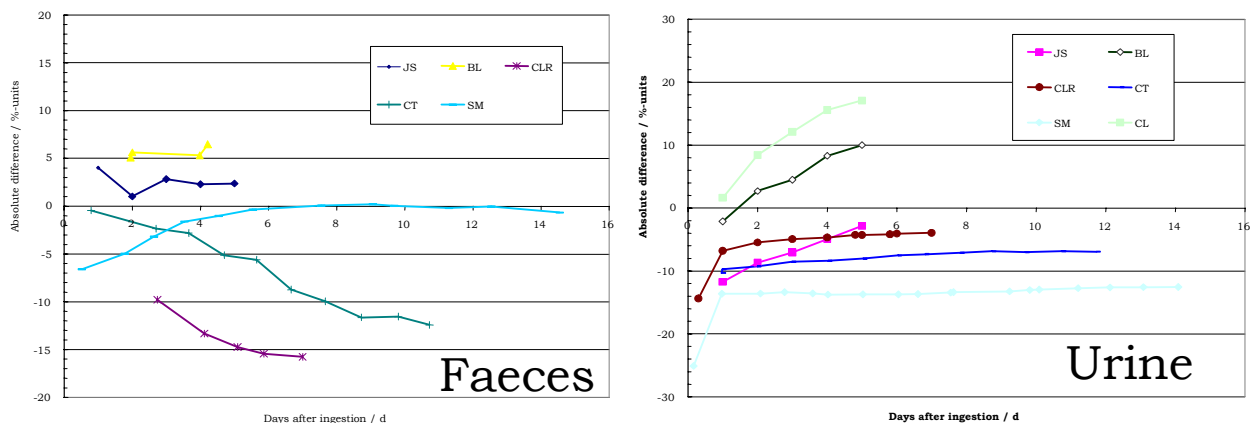 20
15
10
5
0
-5
-10
-15
-20
0 2 4 6 8 10 12 14 16
Absolute difference / %-units
Days after ingestion / d
JS BL CLR
CT SM
Faeces
30
20
10
0
-10
-20
-30
0 2 4 6 8 10 12 14 16
Absolute difference / %-units
Days after ingestion / d
JS BL
CLR CT
SM CL
Urine